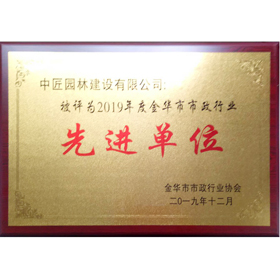 中匠园林建设有限公司:
被评为2019年度金华市市政行业
先进单位
金华市市政行业协会
二〇一九年十二月